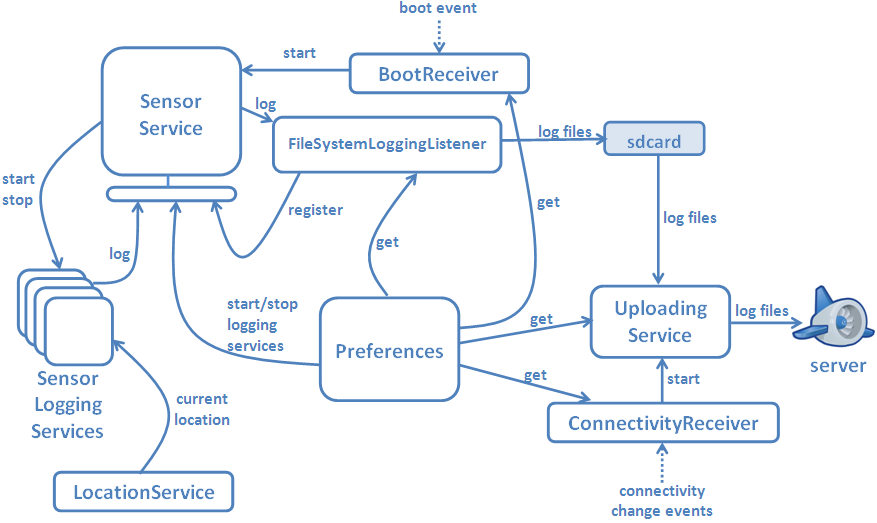 boot event
start
BootReceiver
Sensor
Service
log
FileSystemLoggingListener
log files
sdcard
start
stop
register
get
get
log files
log
start/stop
logging
services
Preferences
get
Uploading
Service
log files
server
Sensor
Logging
Services
current
location
get
start
ConnectivityReceiver
LocationService
connectivity
change events